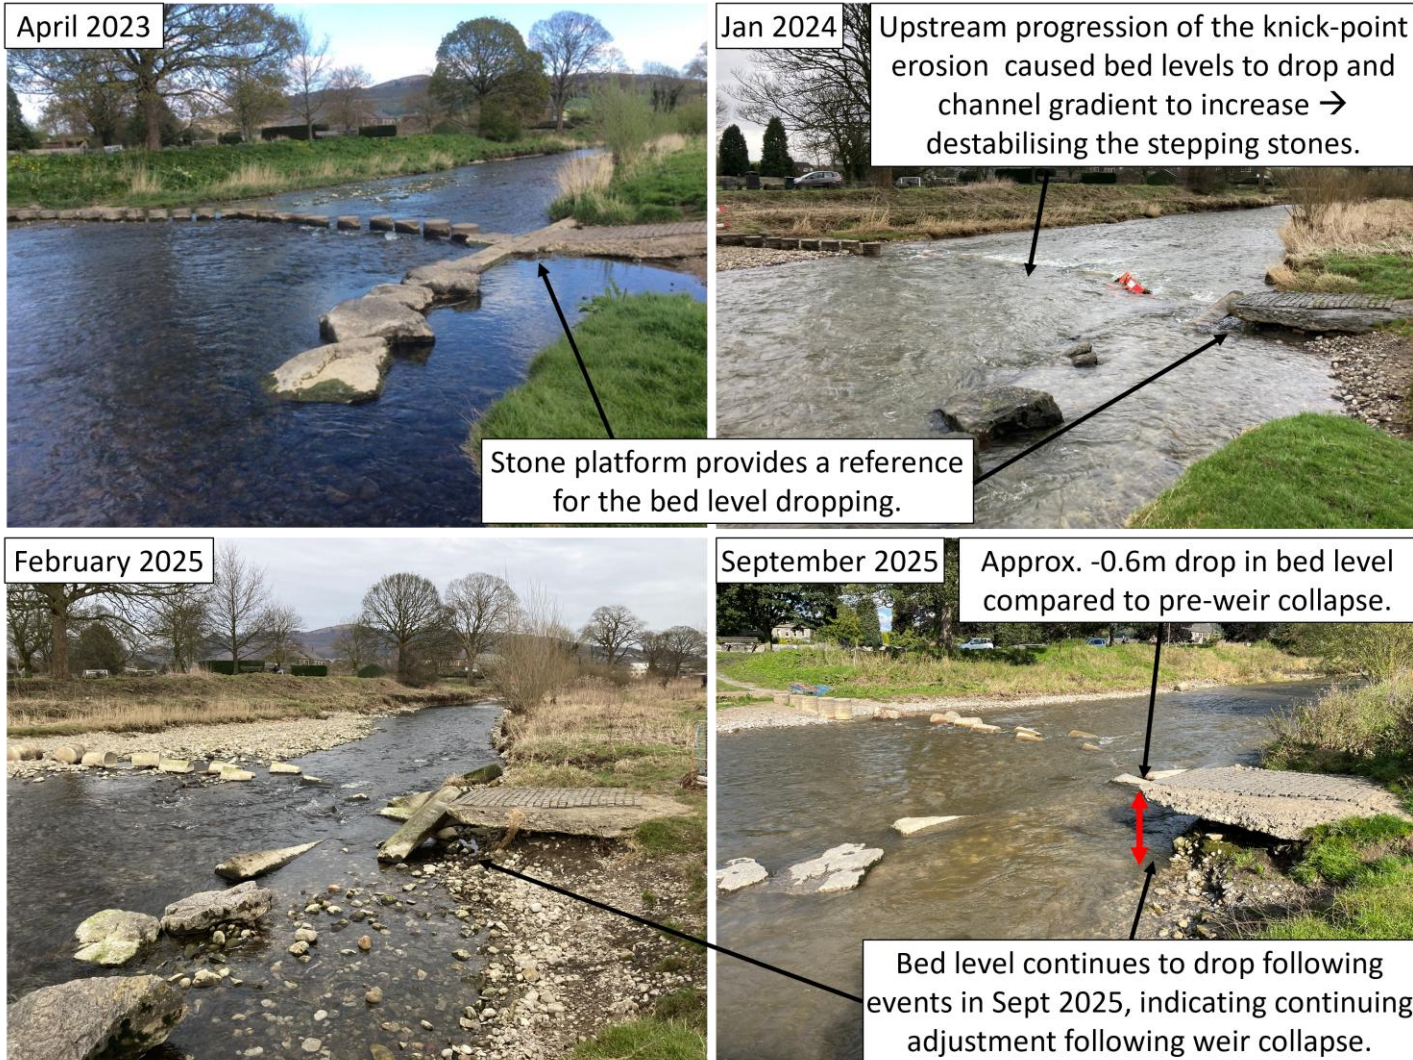 April 2023
Jan 2024
Upstream progression of the knick-point
erosion  caused bed levels to drop and
channel gradient to increase →
destabilising the stepping stones.
Stone platform provides a reference
for the bed level dropping.
February 2025
September 2025
Approx. -0.6m drop in bed level
compared to pre-weir collapse.
Bed level continues to drop following
events in Sept 2025, indicating continuing
adjustment following weir collapse.